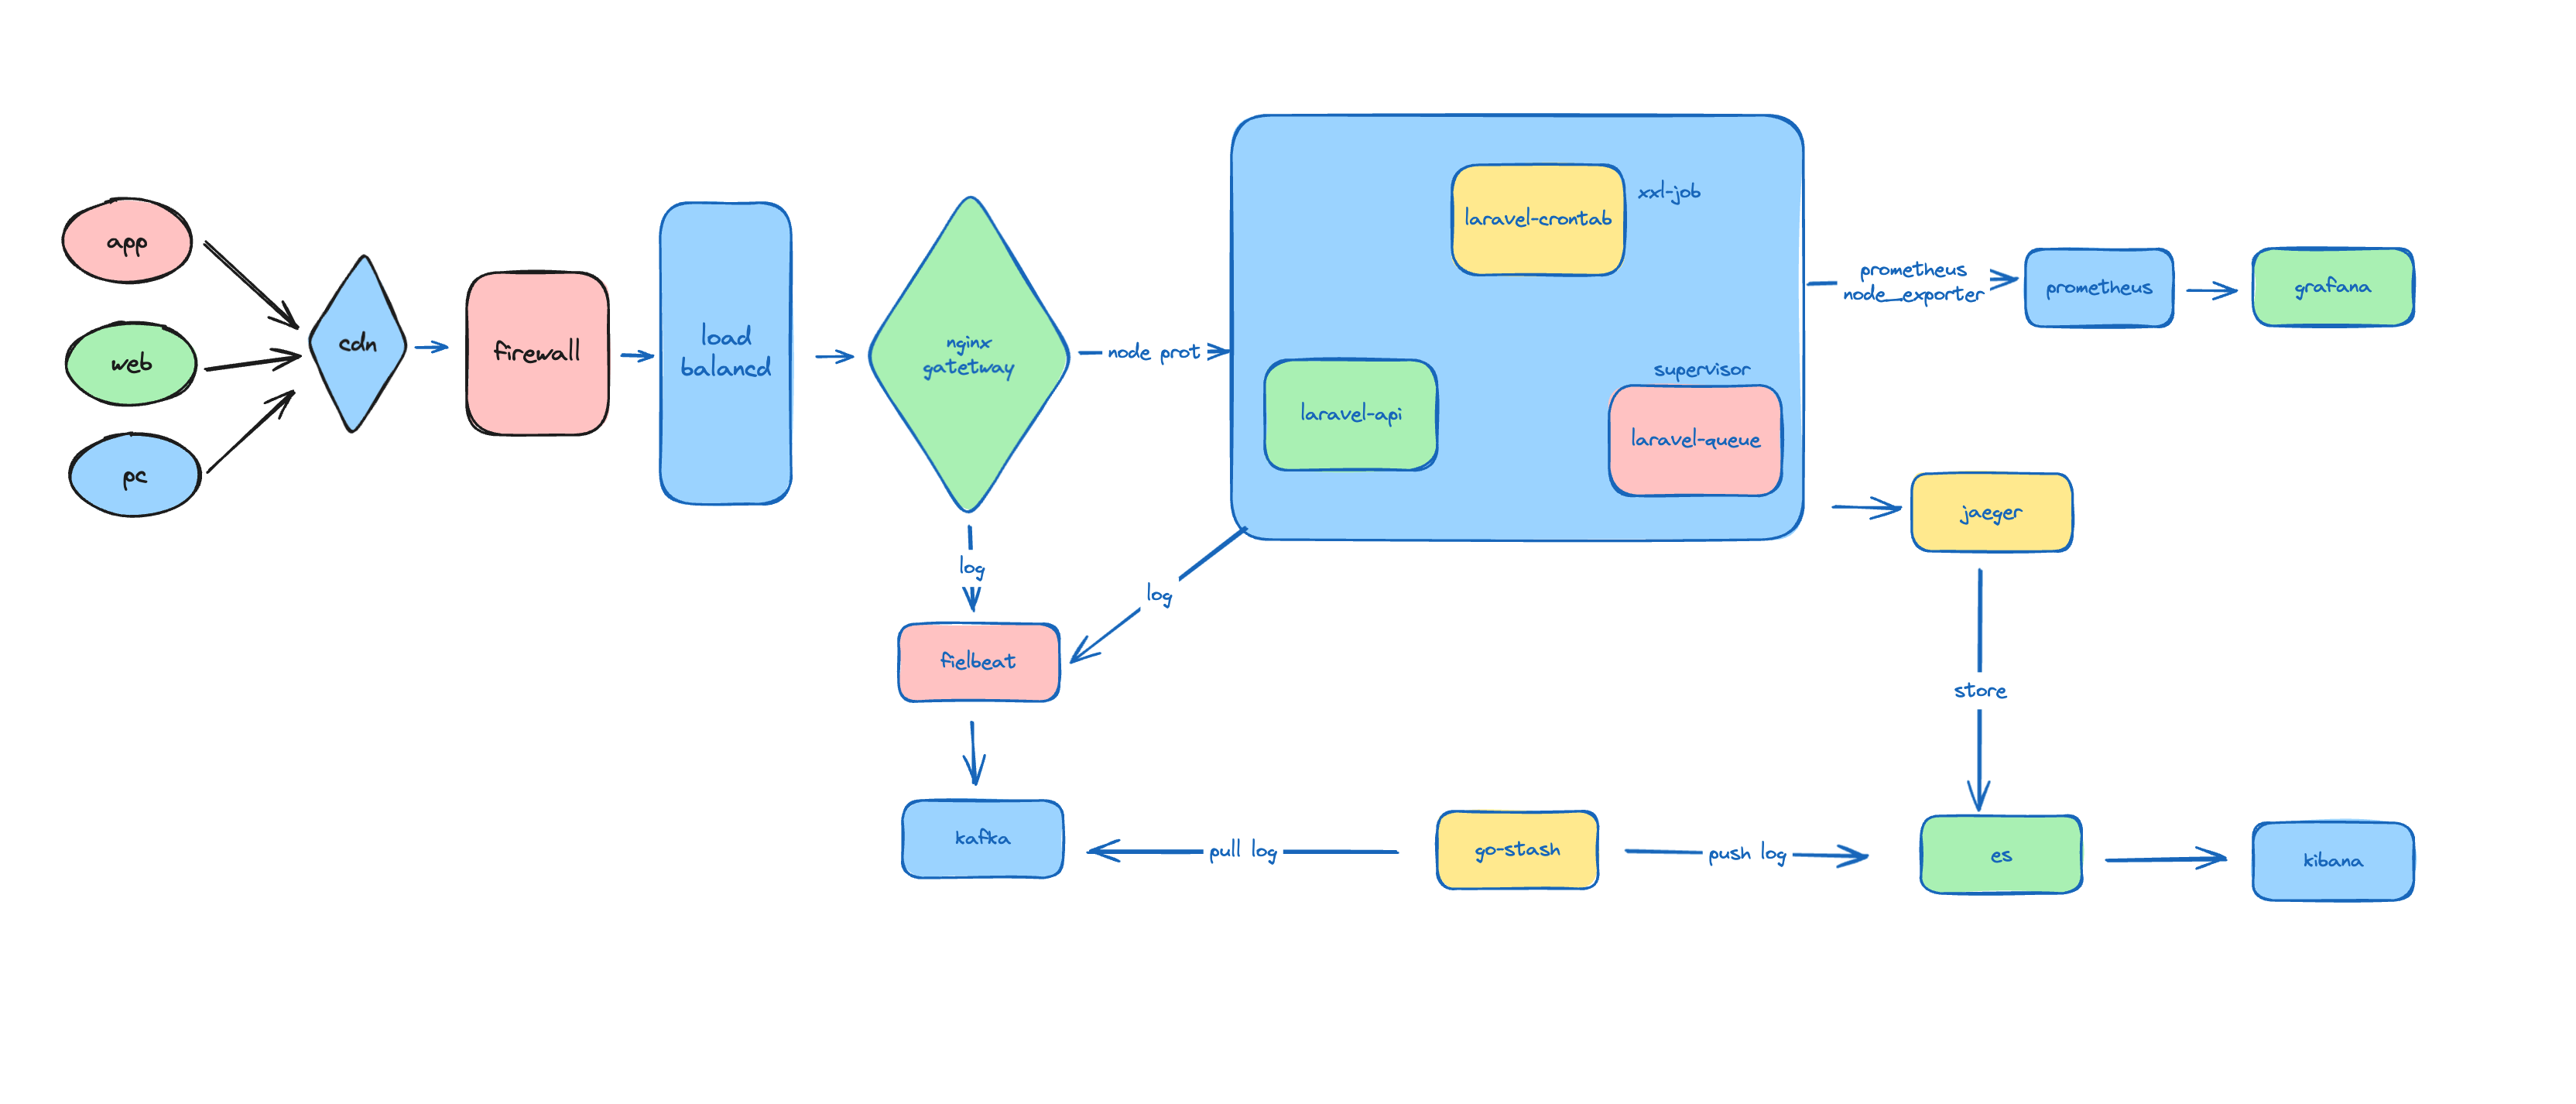 app
web
pc
cdn
firewall
load
balancd
nginx
gatetway
node prot
laravel-crontab
xxl-job
laravel-api
supervisor
laravel-queue
prometheus
node_exporter
prometheus
grafana
jaeger
log
log
fielbeat
store
kafka
pull log
go-stash
push log
es
kibana